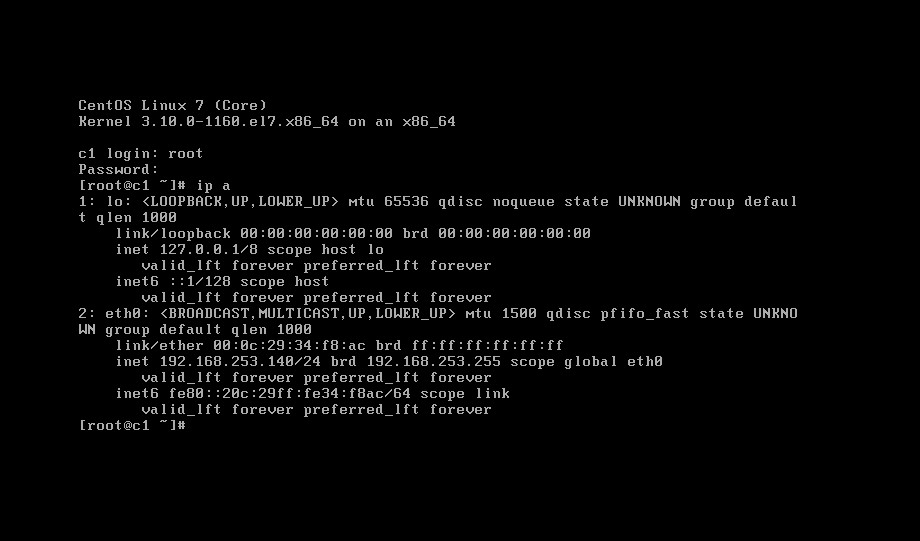 CentOS Linux 7 (Core)
Kernel 3.10.0-1160.el7.x86_64 on an x86_64
c1 login: root
Password:
[root@c1 ~]# ip a
1: lo: <LOOPBACK,UP,LOWER_UP> mtu 65536 qdisc noqueue state UNKNOWN group defaul
t qlen 1000
link/loopback 00:00:00:00:00:00 brd 00:00:00:00:00:00
inet 127.0.0.1/8 scope host lo
valid_lft forever preferred_lft forever
inet6 ::1/128 scope host
valid_lft forever preferred_lft forever
2: eth0: <BROADCAST,MULTICAST,UP,LOWER_UP> mtu 1500 qdisc pfifo_fast state UNKNO
WN group default qlen 1000
link/ether 00:0c:29:34:f8:ac brd ff:ff:ff:ff:ff:ff
inet 192.168.253.140/24 brd 192.168.253.255 scope global eth0
valid_lft forever preferred_lft forever
inet6 fe80::20c:29ff:fe34:f8ac/64 scope link
valid_lft forever preferred_lft forever
[root@c1 ~]#